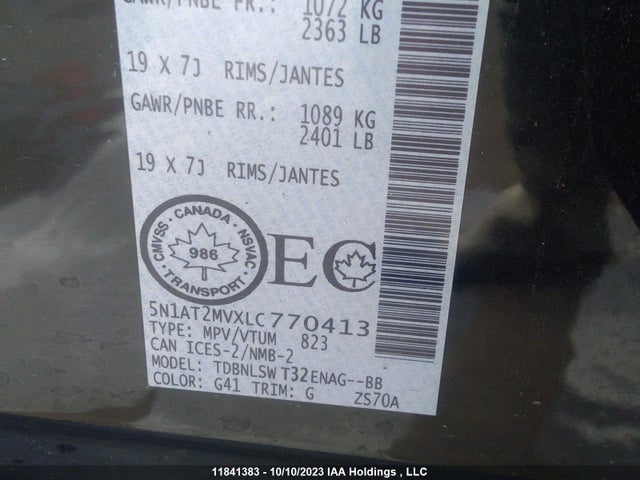 GAWR/PNBE FR.: 1072 KG
2363 LB
19 X 7J RIMS/JANTES
GAWR/PNBE RR.: 1089 KG
2401 LB
19 X 7J RIMS/JANTES
CMVSS • CANADA • NSVAC • TRANSPORT •
986
EC
5N1AT2MVXLC770413
TYPE: MPV/VTUM 823
CAN ICES-2/NMB-2
MODEL: TDBNLSW T32ENAG--BB
COLOR: G41 TRIM: G ZS70A
11841383 - 10/10/2023 IAA Holdings , LLC